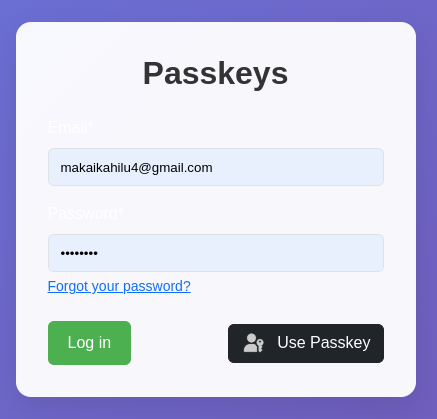 Passkeys
Email*
makaikahilu4@gmail.com
Password*
••••••••
Forgot your password?
Log in
Use Passkey